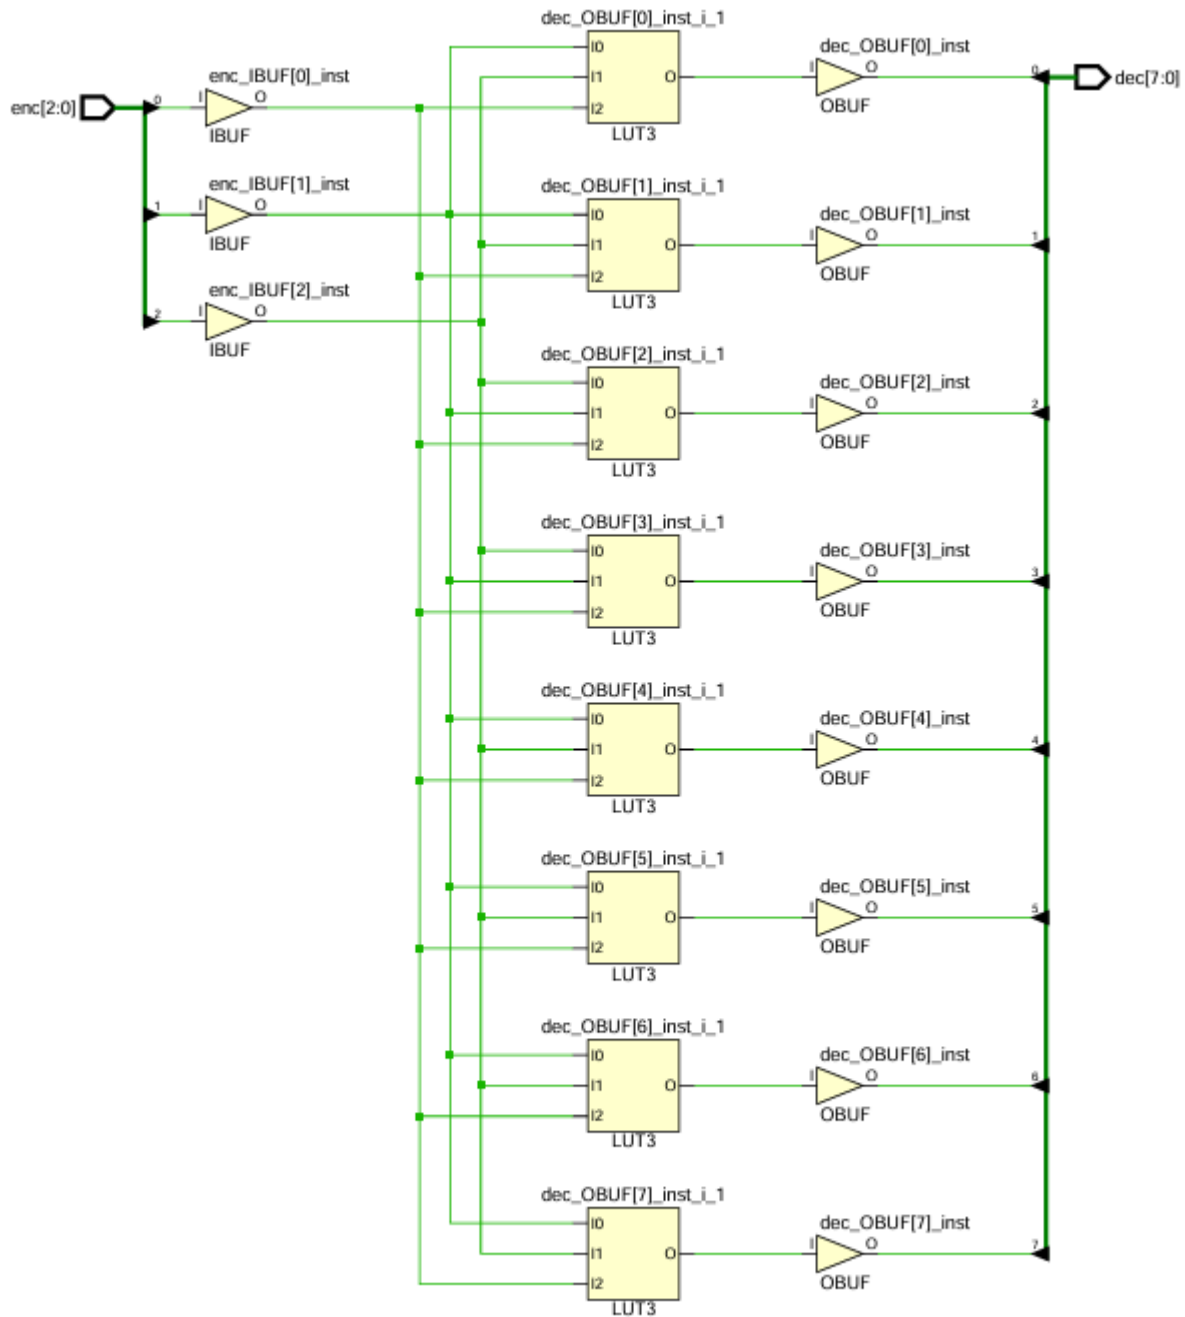 dec_OBUF[0]_inst_i_1
I0
I1
I2
O
LUT3
dec_OBUF[0]_inst
I
O
OBUF
0
dec[7:0]
enc[2:0]
0
enc_IBUF[0]_inst
I
O
IBUF
1
enc_IBUF[1]_inst
I
O
IBUF
2
enc_IBUF[2]_inst
I
O
IBUF
dec_OBUF[1]_inst_i_1
I0
I1
I2
O
LUT3
dec_OBUF[1]_inst
I
O
OBUF
1
dec_OBUF[2]_inst_i_1
I0
I1
I2
O
LUT3
dec_OBUF[2]_inst
I
O
OBUF
2
dec_OBUF[3]_inst_i_1
I0
I1
I2
O
LUT3
dec_OBUF[3]_inst
I
O
OBUF
3
dec_OBUF[4]_inst_i_1
I0
I1
I2
O
LUT3
dec_OBUF[4]_inst
I
O
OBUF
4
dec_OBUF[5]_inst_i_1
I0
I1
I2
O
LUT3
dec_OBUF[5]_inst
I
O
OBUF
5
dec_OBUF[6]_inst_i_1
I0
I1
I2
O
LUT3
dec_OBUF[6]_inst
I
O
OBUF
6
dec_OBUF[7]_inst_i_1
I0
I1
I2
O
LUT3
dec_OBUF[7]_inst
I
O
OBUF
7